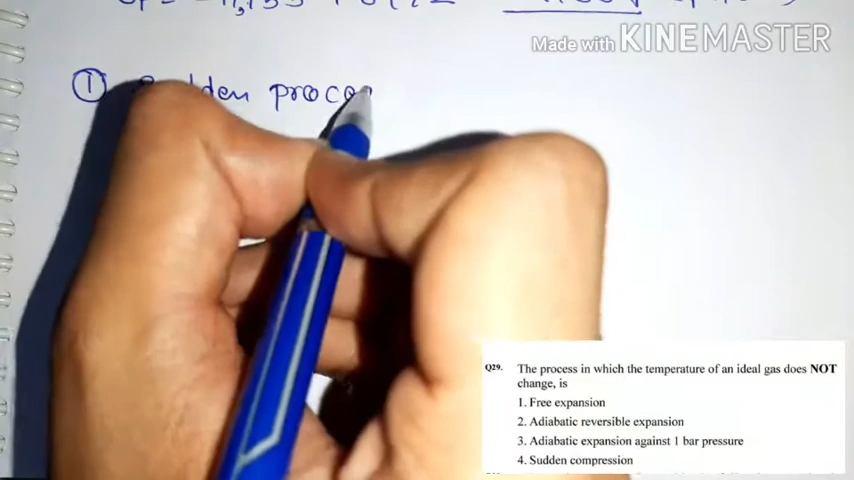 Made with KINEMASTER
① Sudden proce
Q29. The process in which the temperature of an ideal gas does NOT
change, is
1. Free expansion
2. Adiabatic reversible expansion
3. Adiabatic expansion against 1 bar pressure
4. Sudden compression